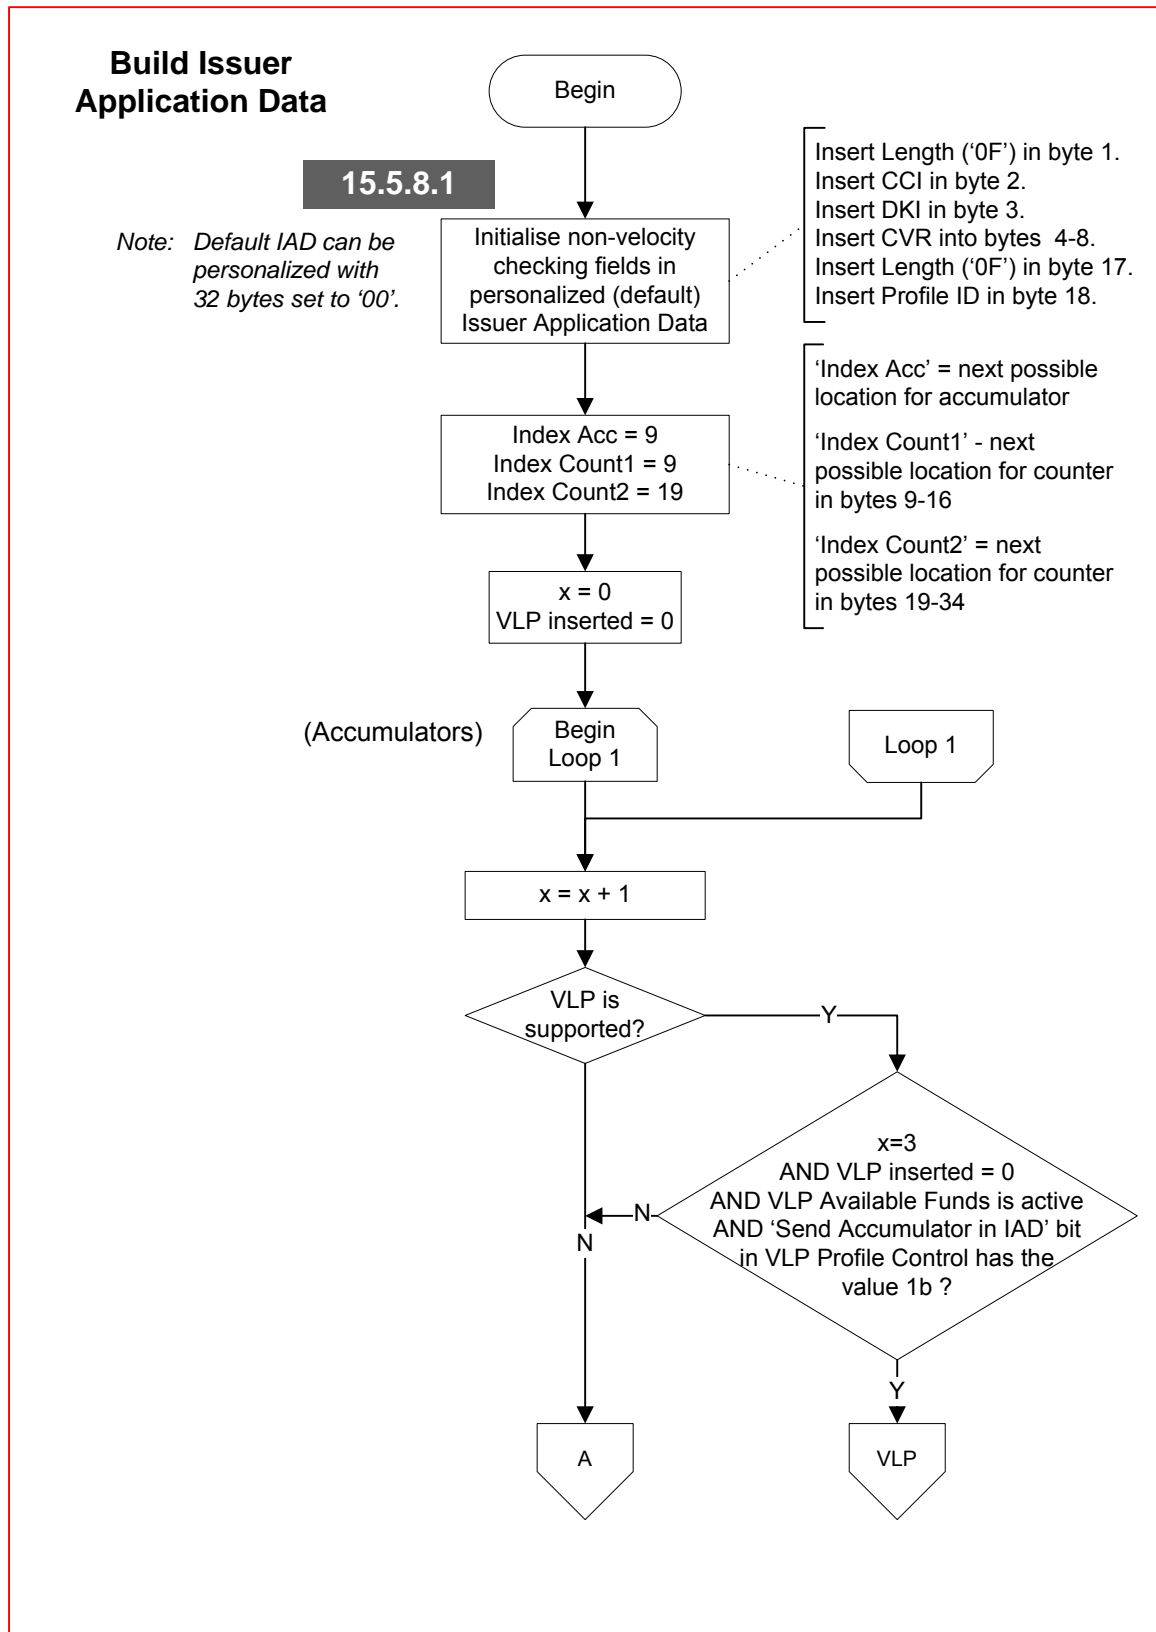 Build Issuer
Application Data
Begin
15.5.8.1
Note: Default IAD can be
personalized with
32 bytes set to ‘00’.
Initialise non-velocity
checking fields in
personalized (default)
Issuer Application Data
Insert Length (‘0F’) in byte 1.
Insert CCI in byte 2.
Insert DKI in byte 3.
Insert CVR into bytes 4-8.
Insert Length (‘0F’) in byte 17.
Insert Profile ID in byte 18.
Index Acc = 9
Index Count1 = 9
Index Count2 = 19
‘Index Acc’ = next possible
location for accumulator
‘Index Count1’ - next
possible location for counter
in bytes 9-16
‘Index Count2’ = next
possible location for counter
in bytes 19-34
x = 0
VLP inserted = 0
(Accumulators)
Begin
Loop 1
Loop 1
x = x + 1
VLP is
supported?
Y
x=3
AND VLP inserted = 0
AND VLP Available Funds is active
AND ‘Send Accumulator in IAD’ bit
in VLP Profile Control has the
value 1b ?
N
N
Y
A
VLP